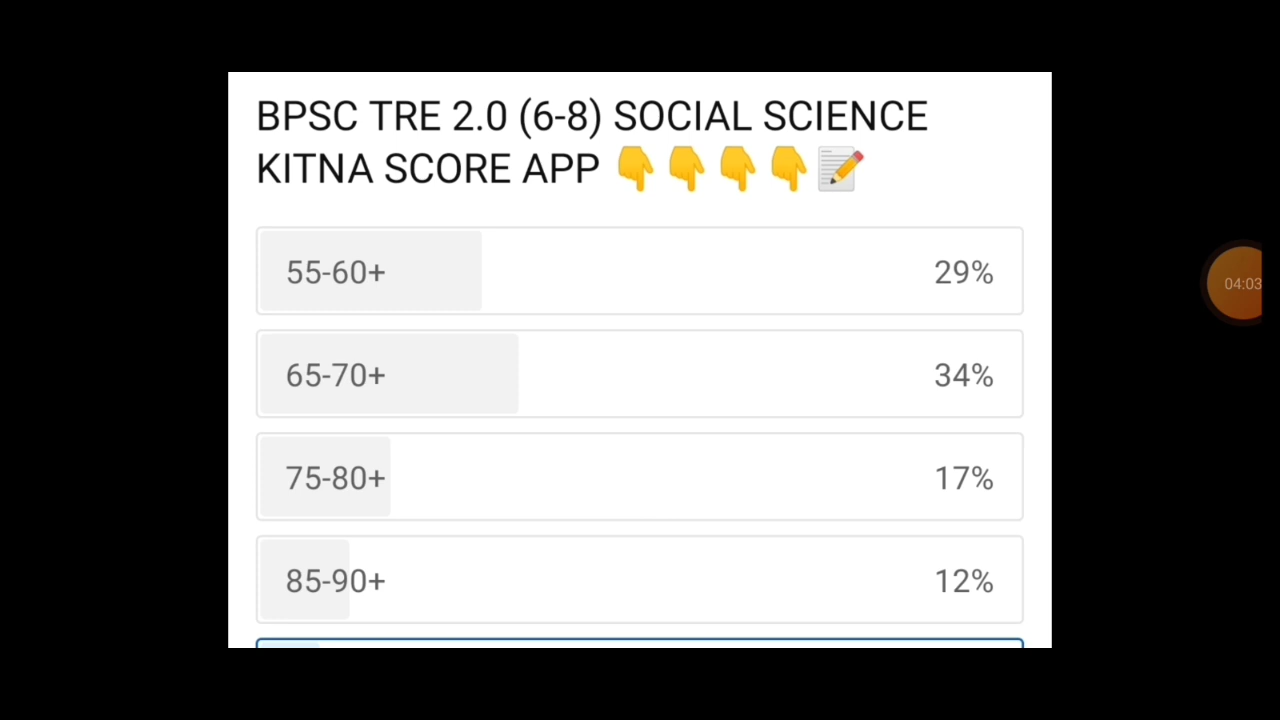 BPSC TRE 2.0 (6-8) SOCIAL SCIENCE
KITNA SCORE APP 👇👇👇👇📝
55-60+ 29%
65-70+ 34%
75-80+ 17%
85-90+ 12%
04:03